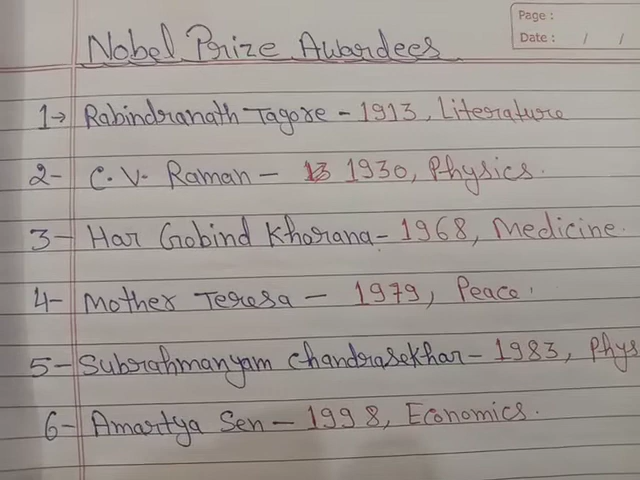 Page :
Date :    /    /
Nobel Prize Awardees
1→ Rabindranath Tagore - 1913, Literature
2- C.V. Raman - 1930, Physics.
3- Har Gobind Khorana - 1968, Medicine.
4- Mother Teresa - 1979, Peace.
5- Subrahmanyam Chandrasekhar - 1983, Phys
6- Amartya Sen - 1998, Economics.